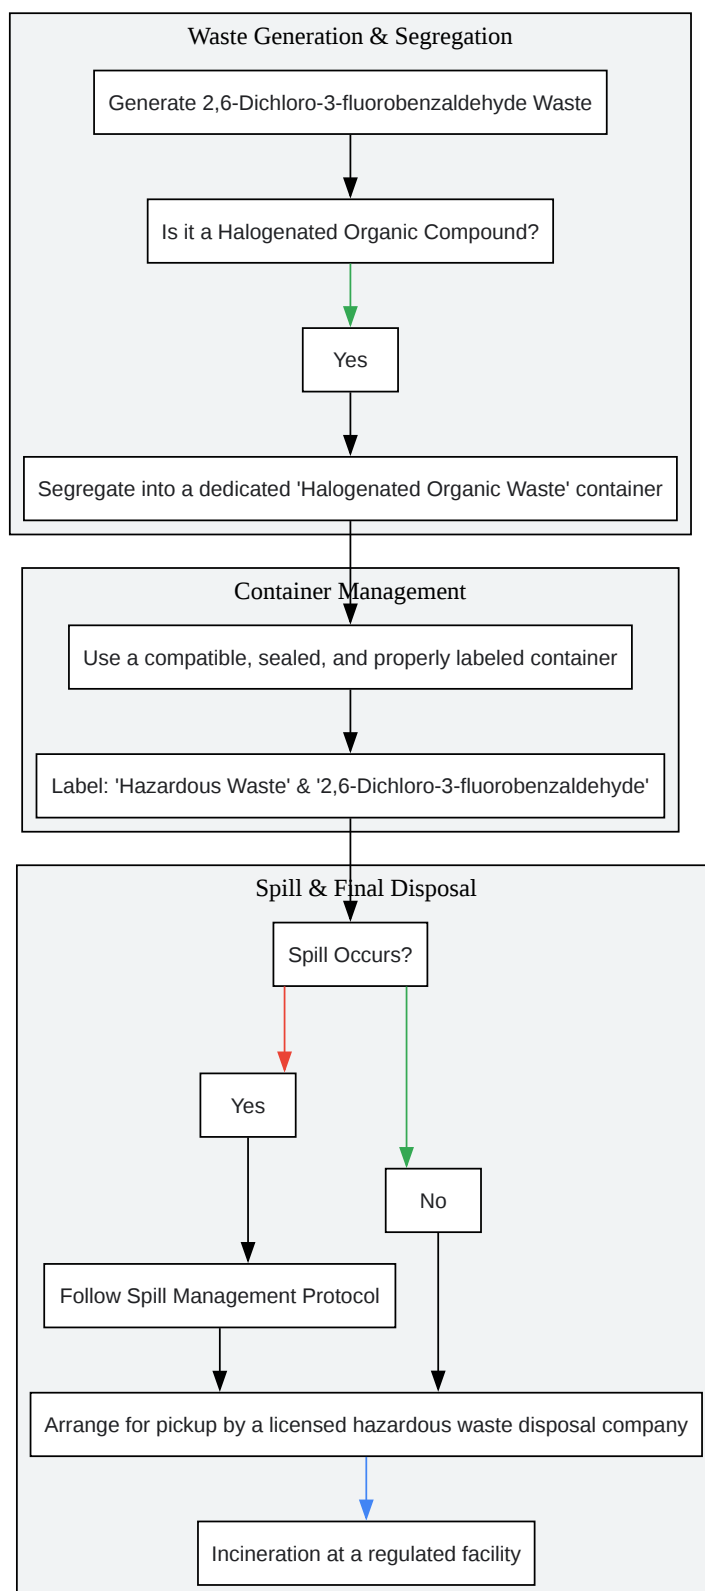 Waste Generation & Segregation
Generate 2,6-Dichloro-3-fluorobenzaldehyde Waste
Is it a Halogenated Organic Compound?
Yes
Segregate into a dedicated 'Halogenated Organic Waste' container
Container Management
Use a compatible, sealed, and properly labeled container
Label: 'Hazardous Waste' & '2,6-Dichloro-3-fluorobenzaldehyde'
Spill & Final Disposal
Spill Occurs?
Yes
No
Follow Spill Management Protocol
Arrange for pickup by a licensed hazardous waste disposal company
Incineration at a regulated facility